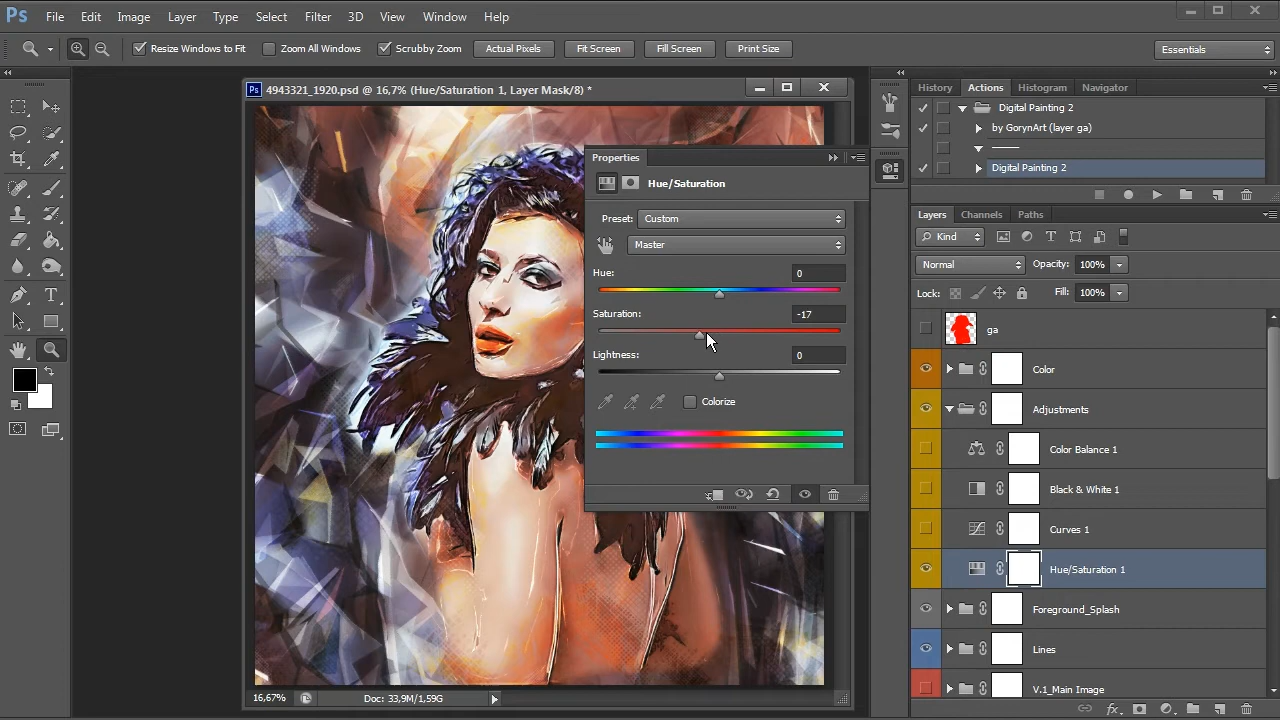 Ps File Edit Image Layer Type Select Filter 3D View Window Help
Resize Windows to Fit Zoom All Windows Scrubby Zoom Actual Pixels Fit Screen Fill Screen Print Size Essentials
Ps 4943321_1920.psd @ 16,7% (Hue/Saturation 1, Layer Mask/8) *
History Actions Histogram Navigator
Digital Painting 2
by GorynArt (layer ga)
Digital Painting 2
Properties
Hue/Saturation
Preset: Custom
Master
Hue: 0
Saturation: -17
Lightness: 0
Colorize
Layers Channels Paths
Kind
Normal Opacity: 100%
Lock: Fill: 100%
ga
Color
Adjustments
Color Balance 1
Black & White 1
Curves 1
Hue/Saturation 1
Foreground_Splash
Lines
V.1_Main Image
16,67% Doc: 33,9M/1,59G